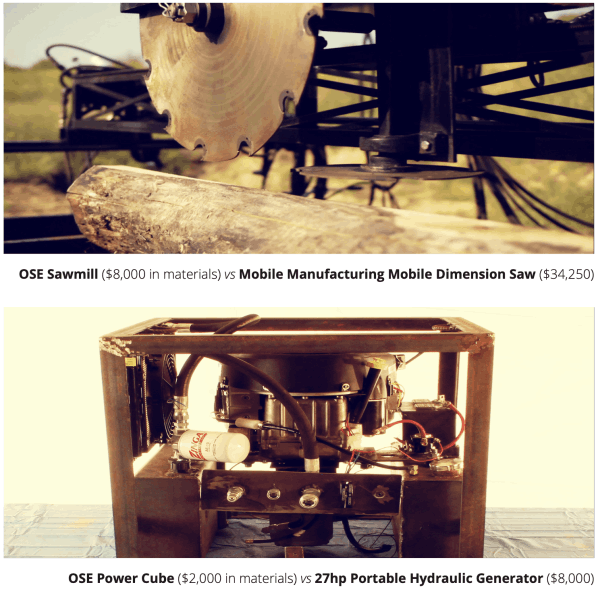 OSE Sawmill ($8,000 in materials) vs Mobile Manufacturing Mobile Dimension Saw ($34,250)
OSE Power Cube ($2,000 in materials) vs 27hp Portable Hydraulic Generator ($8,000)